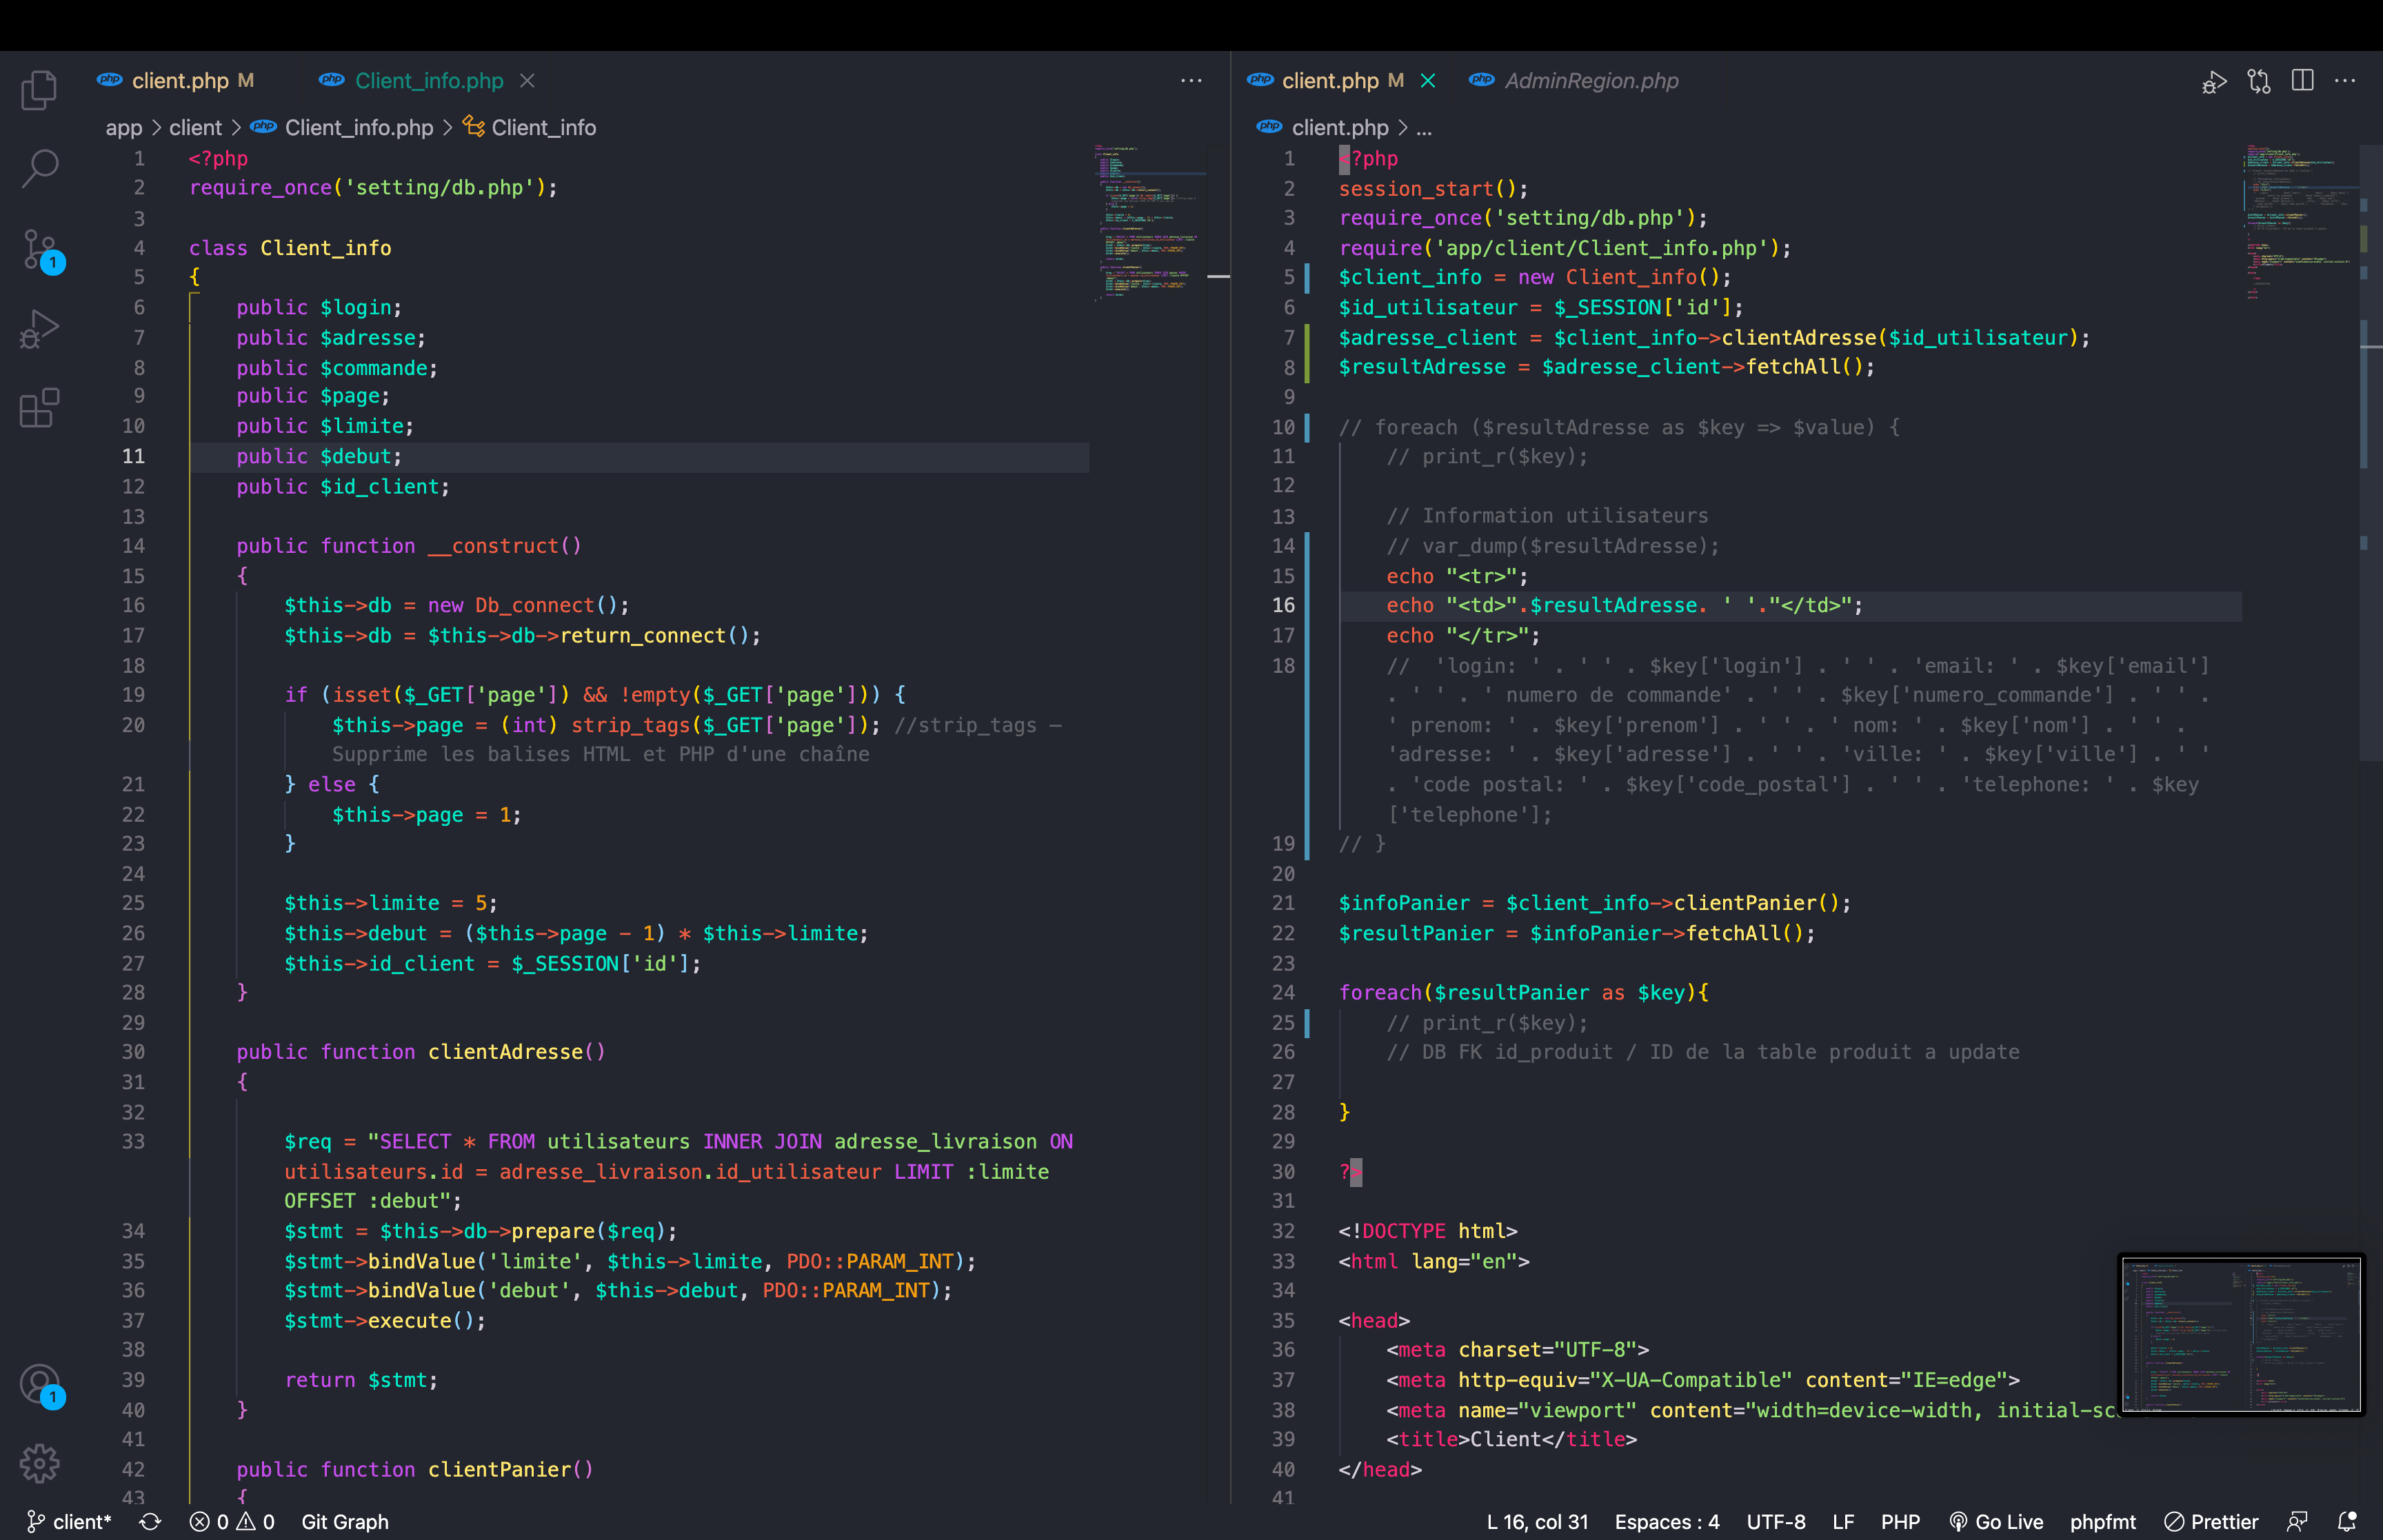 client.php M
Client_info.php
app > client > Client_info.php > Client_info
1 <?php
2 require_once('setting/db.php');
3
4 class Client_info
5 {
6 public $login;
7 public $adresse;
8 public $commande;
9 public $page;
10 public $limite;
11 public $debut;
12 public $id_client;
13
14 public function __construct()
15 {
16 $this->db = new Db_connect();
17 $this->db = $this->db->return_connect();
18
19 if (isset($_GET['page']) && !empty($_GET['page'])) {
20 $this->page = (int) strip_tags($_GET['page']); //strip_tags —
Supprime les balises HTML et PHP d'une chaîne
21 } else {
22 $this->page = 1;
23 }
24
25 $this->limite = 5;
26 $this->debut = ($this->page - 1) * $this->limite;
27 $this->id_client = $_SESSION['id'];
28 }
29
30 public function clientAdresse()
31 {
32
33 $req = "SELECT * FROM utilisateurs INNER JOIN adresse_livraison ON
utilisateurs.id = adresse_livraison.id_utilisateur LIMIT :limite
OFFSET :debut";
34 $stmt = $this->db->prepare($req);
35 $stmt->bindValue('limite', $this->limite, PDO::PARAM_INT);
36 $stmt->bindValue('debut', $this->debut, PDO::PARAM_INT);
37 $stmt->execute();
38
39 return $stmt;
40 }
41
42 public function clientPanier()
43 {
client.php M
AdminRegion.php
client.php > ...
1 <?php
2 session_start();
3 require_once('setting/db.php');
4 require('app/client/Client_info.php');
5 $client_info = new Client_info();
6 $id_utilisateur = $_SESSION['id'];
7 $adresse_client = $client_info->clientAdresse($id_utilisateur);
8 $resultAdresse = $adresse_client->fetchAll();
9
10 // foreach ($resultAdresse as $key => $value) {
11 // print_r($key);
12
13 // Information utilisateurs
14 // var_dump($resultAdresse);
15 echo "<tr>";
16 echo "<td>".$resultAdresse. ' '."</td>";
17 echo "</tr>";
18 // 'login: ' . ' ' . $key['login'] . ' ' . 'email: ' . $key['email']
. ' ' . ' numero de commande' . ' ' . $key['numero_commande'] . ' ' .
' prenom: ' . $key['prenom'] . ' ' . ' nom: ' . $key['nom'] . ' ' .
'adresse: ' . $key['adresse'] . ' ' . 'ville: ' . $key['ville'] . ' '
. 'code postal: ' . $key['code_postal'] . ' ' . 'telephone: ' . $key
['telephone'];
19 // }
20
21 $infoPanier = $client_info->clientPanier();
22 $resultPanier = $infoPanier->fetchAll();
23
24 foreach($resultPanier as $key){
25 // print_r($key);
26 // DB FK id_produit / ID de la table produit a update
27
28 }
29
30 ?>
31
32 <!DOCTYPE html>
33 <html lang="en">
34
35 <head>
36 <meta charset="UTF-8">
37 <meta http-equiv="X-UA-Compatible" content="IE=edge">
38 <meta name="viewport" content="width=device-width, initial-sc
39 <title>Client</title>
40 </head>
41
1
1
client* 0 0 Git Graph
L 16, col 31 Espaces : 4 UTF-8 LF PHP Go Live phpfmt Prettier